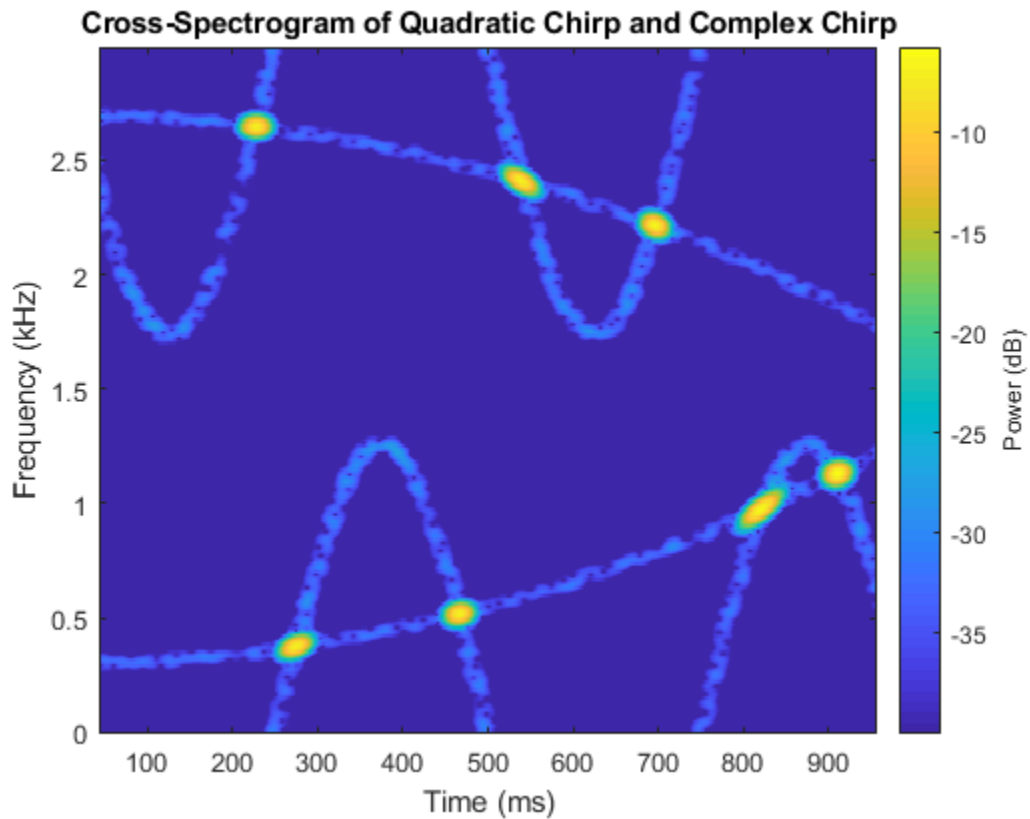 Cross-Spectrogram of Quadratic Chirp and Complex Chirp
2.5
2
1.5
1
0.5
0
Frequency (kHz)
100 200 300 400 500 600 700 800 900
Time (ms)
-10
-15
-20
-25
-30
-35
Power (dB)